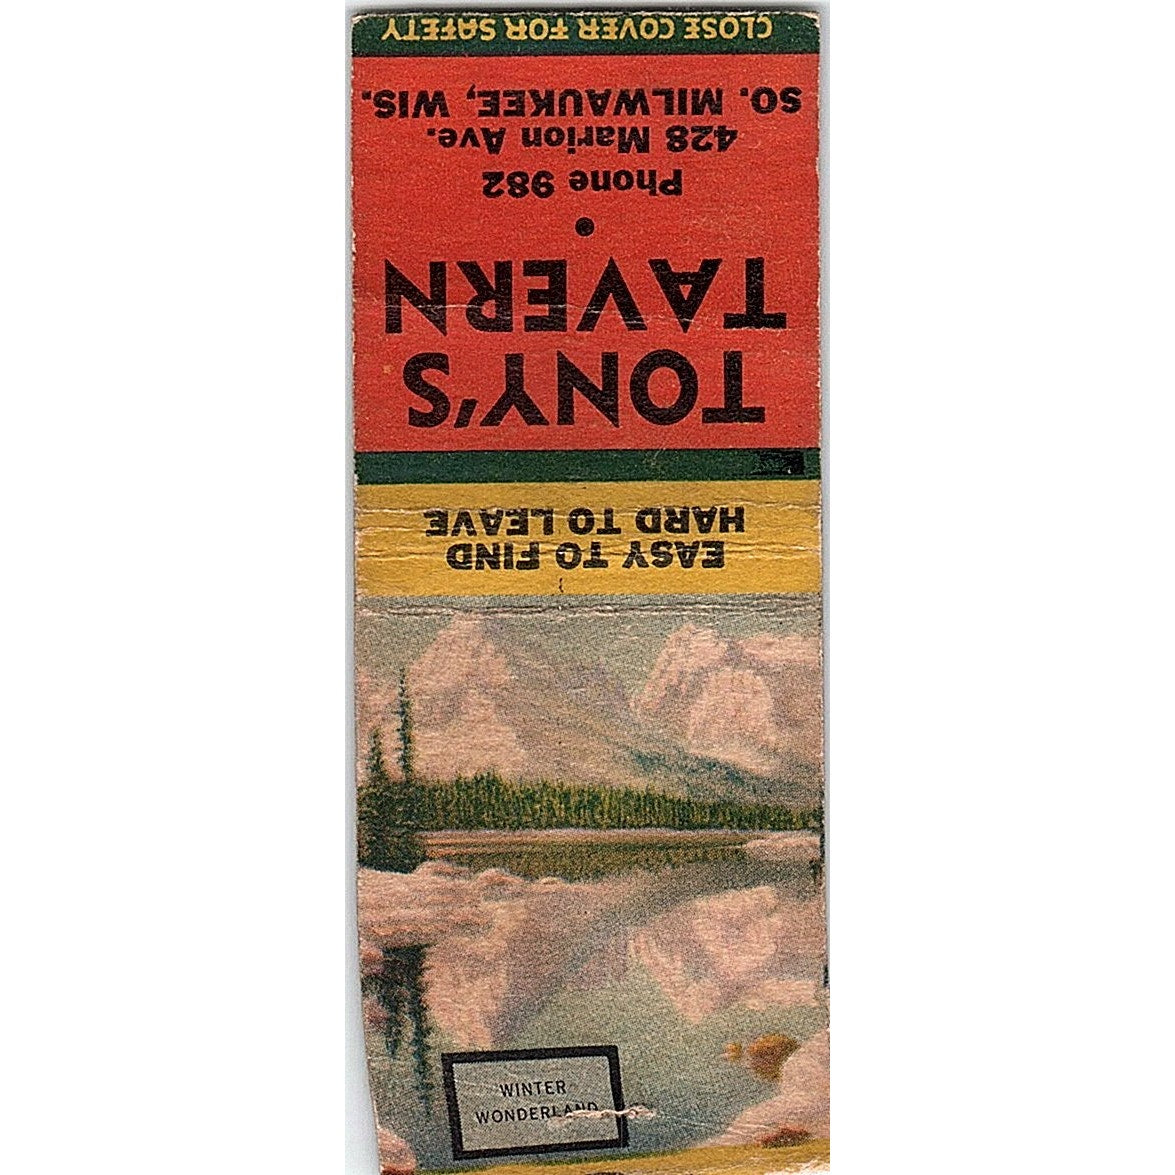 EASY TO FIND
HARD TO LEAVE
TONY'S
TAVERN
•
Phone 982
428 Marion Ave.
SO. MILWAUKEE, WIS.
CLOSE COVER FOR SAFETY
WINTER
WONDERLAND